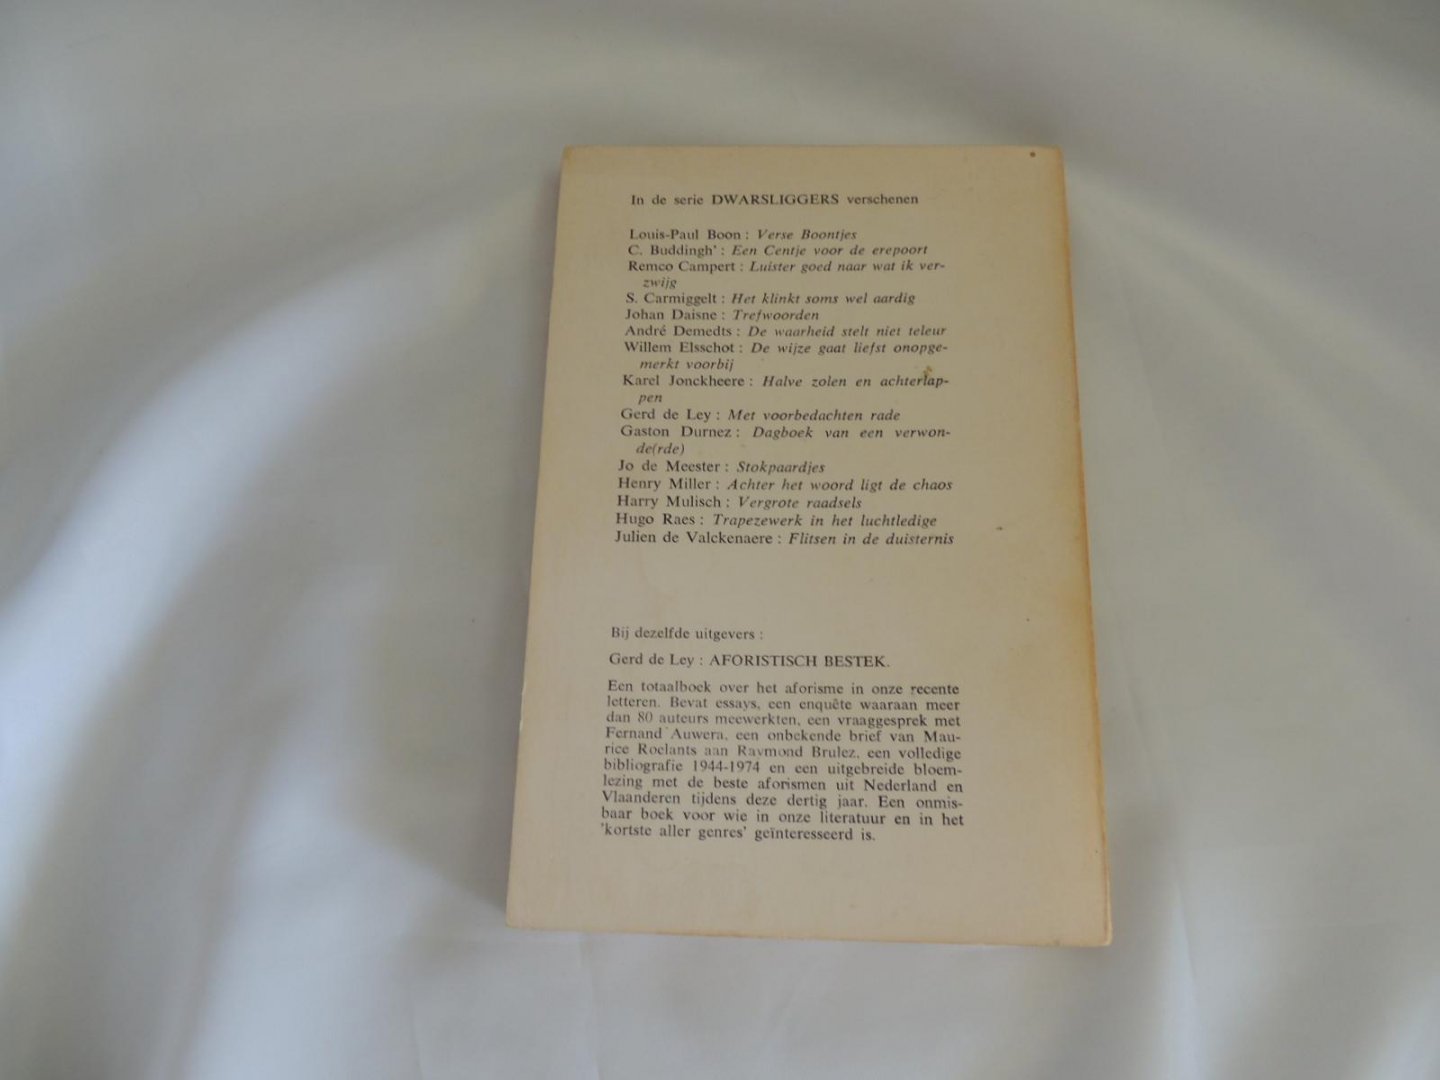 In de serie DWARSLIGGERS verschenen
Louis-Paul Boon : Verse Boontjes
C. Buddingh' : Een Centje voor de erepoort
Remco Campert : Luister goed naar wat ik ver-
zwijg
S. Carmiggelt : Het klinkt soms wel aardig
Johan Daisne : Trefwoorden
André Demedts : De waarheid stelt niet teleur
Willem Elsschot : De wijze gaat liefst onopge-
merkt voorbij
Karel Jonckheere : Halve zolen en achterlap-
pen
Gerd de Ley : Met voorbedachten rade
Gaston Durnez : Dagboek van een verwon-
de(rde)
Jo de Meester : Stokpaardjes
Henry Miller : Achter het woord ligt de chaos
Harry Mulisch : Vergrote raadsels
Hugo Raes : Trapezewerk in het luchtledige
Julien de Valckenaere : Flitsen in de duisternis
Bij dezelfde uitgevers :
Gerd de Ley : AFORISTISCH BESTEK.
Een totaalboek over het aforisme in onze recente
letteren. Bevat essays, een enquête waaraan meer
dan 80 auteurs meewerkten, een vraaggesprek met
Fernand Auwera, een onbekende brief van Mau-
rice Roelants aan Raymond Brulez, een volledige
bibliografie 1944-1974 en een uitgebreide bloem-
lezing met de beste aforismen uit Nederland en
Vlaanderen tijdens deze dertig jaar. Een onmis-
baar boek voor wie in onze literatuur en in het
'kortste aller genres' geïnteresseerd is.